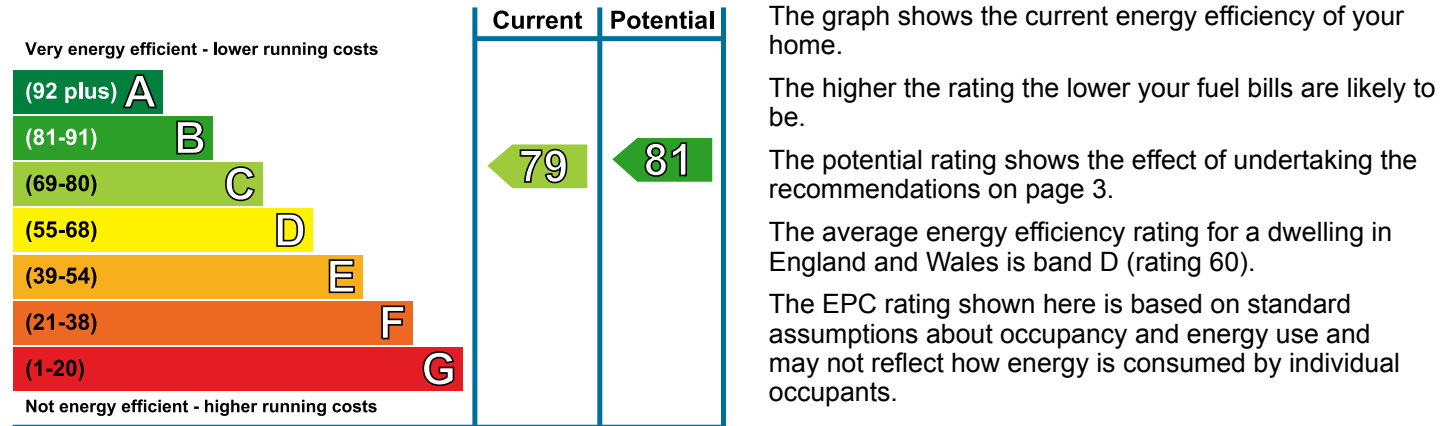 Current Potential
Very energy efficient - lower running costs
(92 plus) A
(81-91) B
(69-80) C
(55-68) D
(39-54) E
(21-38) F
(1-20) G
Not energy efficient - higher running costs
79
81
The graph shows the current energy efficiency of your
home.
The higher the rating the lower your fuel bills are likely to
be.
The potential rating shows the effect of undertaking the
recommendations on page 3.
The average energy efficiency rating for a dwelling in
England and Wales is band D (rating 60).
The EPC rating shown here is based on standard
assumptions about occupancy and energy use and
may not reflect how energy is consumed by individual
occupants.